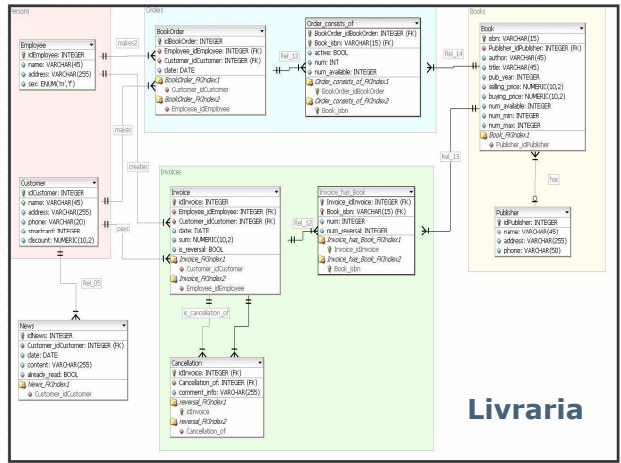 Persons
Employee
idEmployee: INTEGER
name: VARCHAR(45)
address: VARCHAR(255)
sex: ENUM('m','f')
Customer
idCustomer: INTEGER
name: VARCHAR(45)
address: VARCHAR(255)
phone: VARCHAR(20)
smartcard: INTEGER
discount: NUMERIC(10,2)
Rel_05
News
idNews: INTEGER
Customer_idCustomer: INTEGER (FK)
date: DATE
content: VARCHAR(255)
already_read: BOOL
News_FKIndex1
Customer_idCustomer
makes2
makes
creates
pays
Orders
BookOrder
idBookOrder: INTEGER
Employee_idEmployee: INTEGER (FK)
Customer_idCustomer: INTEGER (FK)
date: DATE
BookOrder_FKIndex1
Customer_idCustomer
BookOrder_FKIndex2
Employee_idEmployee
Rel_13
Order_consists_of
BookOrder_idBookOrder: INTEGER (FK)
Book_isbn: VARCHAR(15) (FK)
active: BOOL
num: INT
num_available: INTEGER
Order_consists_of_FKIndex1
BookOrder_idBookOrder
Order_consists_of_FKIndex2
Book_isbn
Rel_14
Invoices
Invoice
idInvoice: INTEGER
Employee_idEmployee: INTEGER (FK)
Customer_idCustomer: INTEGER (FK)
date: DATE
sum: NUMERIC(10,2)
is_reversal: BOOL
Invoice_FKIndex1
Customer_idCustomer
Invoice_FKIndex2
Employee_idEmployee
Rel_12
Invoice_has_Book
Invoice_idInvoice: INTEGER (FK)
Book_isbn: VARCHAR(15) (FK)
num: INTEGER
num_reversal: INTEGER
Invoice_has_Book_FKIndex1
Invoice_idInvoice
Invoice_has_Book_FKIndex2
Book_isbn
Rel_13
is_cancellation_of
Cancellation
idInvoice: INTEGER (FK)
Cancellation_of: INTEGER (FK)
comment_info: VARCHAR(255)
reversal_FKIndex1
idInvoice
reversal_FKIndex2
Cancellation_of
Books
Book
isbn: VARCHAR(15)
Publisher_idPublisher: INTEGER (FK)
author: VARCHAR(45)
title: VARCHAR(45)
pub_year: INTEGER
selling_price: NUMERIC(10,2)
buying_price: NUMERIC(10,2)
num_available: INTEGER
num_min: INTEGER
num_max: INTEGER
Book_FKIndex1
Publisher_idPublisher
has
Publisher
idPublisher: INTEGER
name: VARCHAR(45)
address: VARCHAR(255)
phone: VARCHAR(50)
Livraria